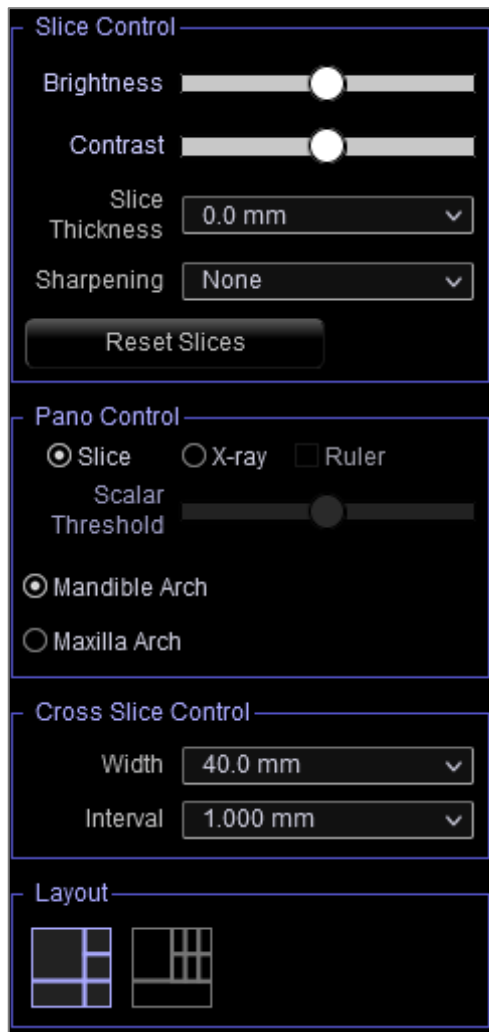 Slice Control
Brightness
Contrast
Slice
Thickness
0.0 mm
Sharpening
None
Reset Slices
Pano Control
Slice X-ray Ruler
Scalar
Threshold
Mandible Arch
Maxilla Arch
Cross Slice Control
Width
40.0 mm
Interval
1.000 mm
Layout